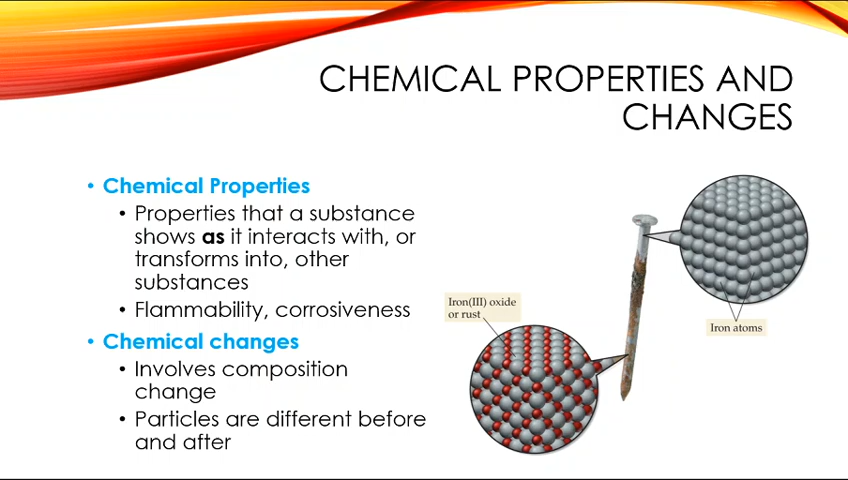 CHEMICAL PROPERTIES AND
CHANGES
• Chemical Properties
• Properties that a substance
shows as it interacts with, or
transforms into, other
substances
• Flammability, corrosiveness
• Chemical changes
• Involves composition
change
• Particles are different before
and after
Iron(III) oxide
or rust
Iron atoms